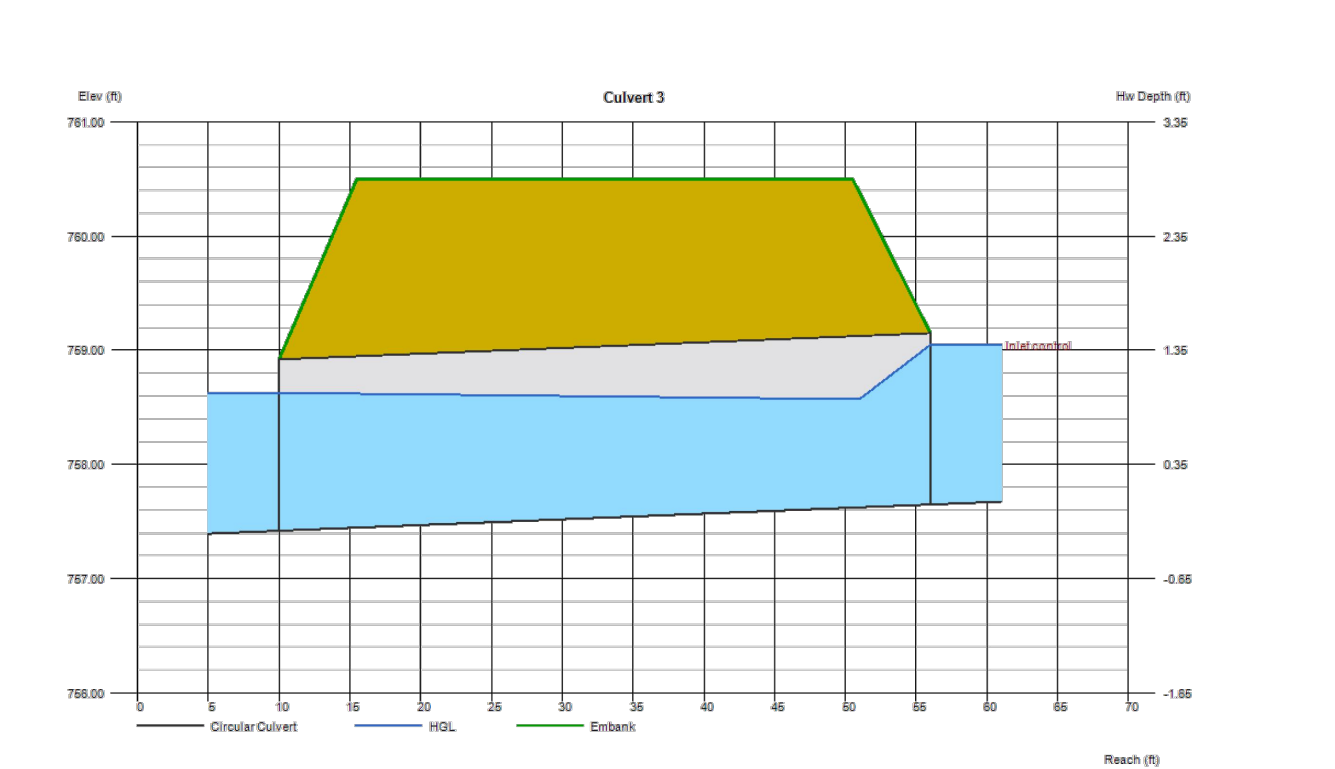 Elev (ft) Culvert 3 Hw Depth (ft)
761.00 3.35
760.00 2.35
759.00 1.35
Inlet control
758.00 0.35
757.00 -0.65
756.00 -1.65
0 5 10 15 20 25 30 35 40 45 50 55 60 65 70
Circular Culvert HGL Embank
Reach (ft)